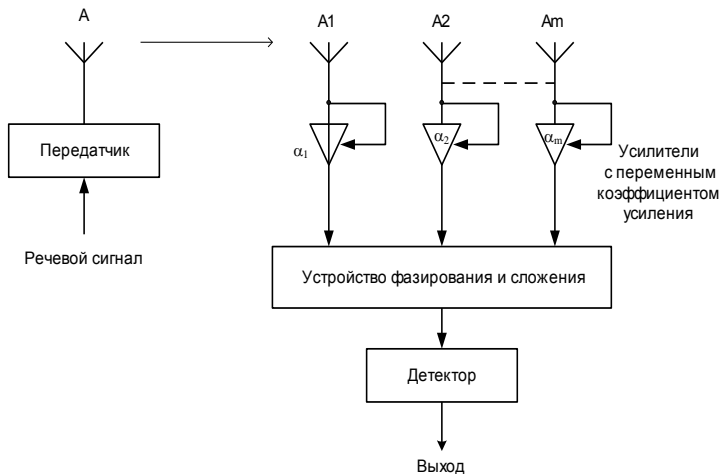 A
A1
A2
Am
Передатчик
α1
α2
αm
Усилители
с переменным
коэффициентом
усиления
Речевой сигнал
Устройство фазирования и сложения
Детектор
Выход